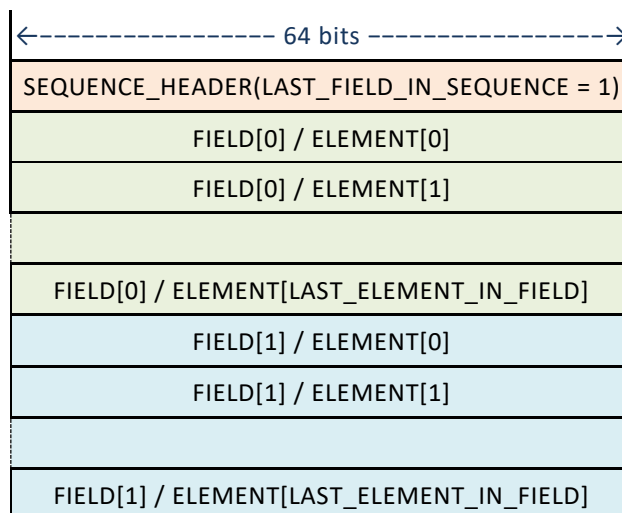 64 bits
SEQUENCE_HEADER(LAST_FIELD_IN_SEQUENCE = 1)
FIELD[0] / ELEMENT[0]
FIELD[0] / ELEMENT[1]
FIELD[0] / ELEMENT[LAST_ELEMENT_IN_FIELD]
FIELD[1] / ELEMENT[0]
FIELD[1] / ELEMENT[1]
FIELD[1] / ELEMENT[LAST_ELEMENT_IN_FIELD]